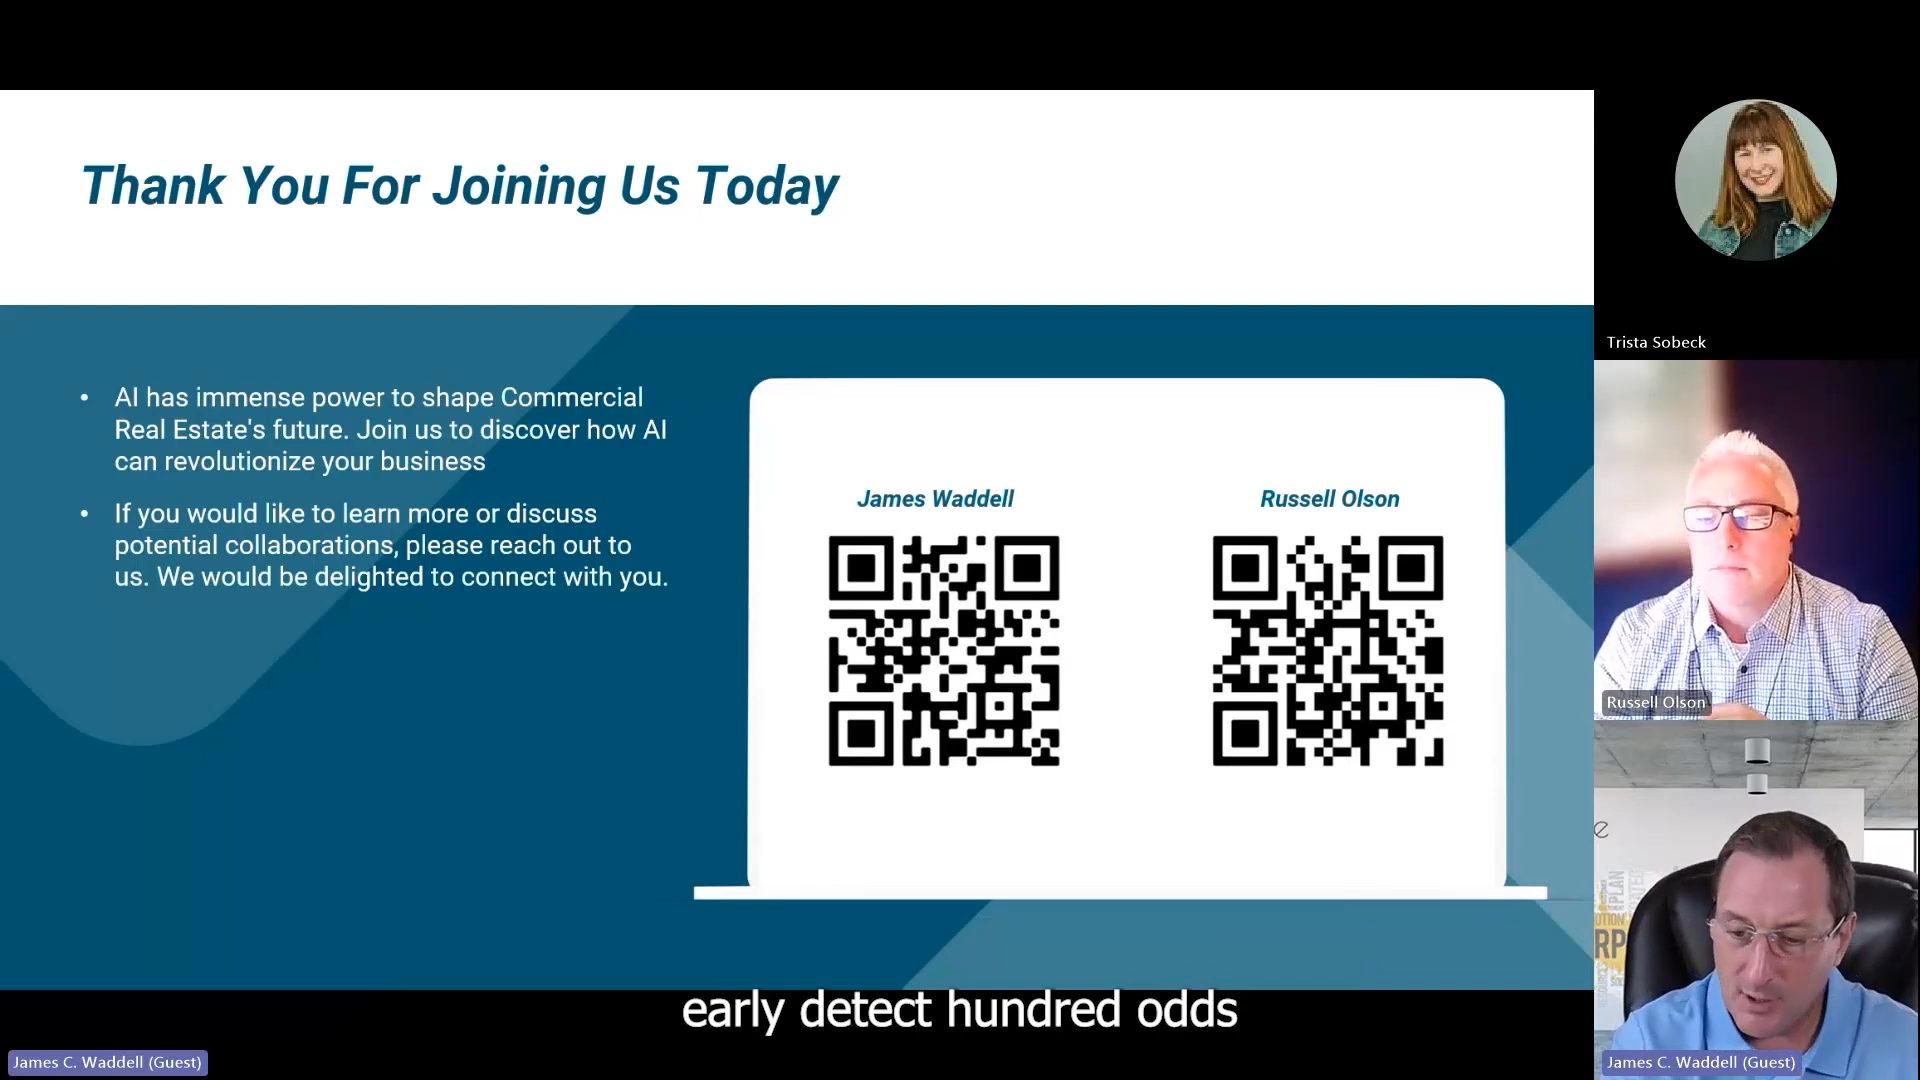 Thank You For Joining Us Today
• AI has immense power to shape Commercial
Real Estate's future. Join us to discover how AI
can revolutionize your business
• If you would like to learn more or discuss
potential collaborations, please reach out to
us. We would be delighted to connect with you.
James Waddell
Russell Olson
Trista Sobeck
Russell Olson
e
PLAN
RP
early detect hundred odds
James C. Waddell (Guest)
James C. Waddell (Guest)